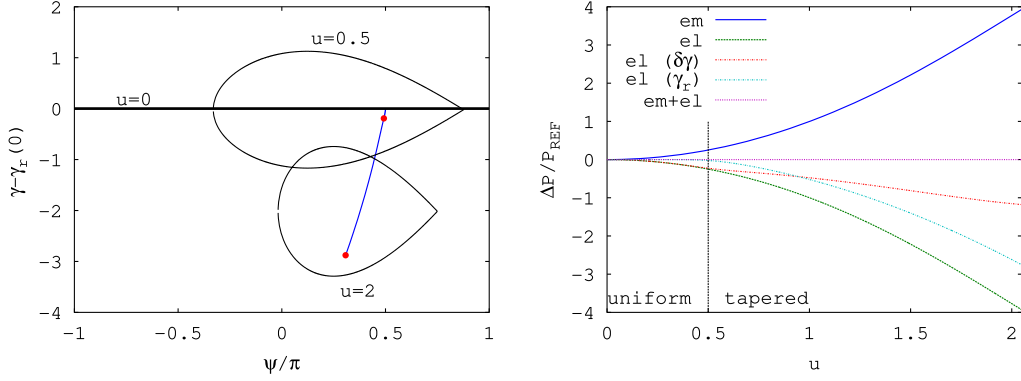 2
1
0
−1
−2
−3
−4
γ−γr(0)
u=0.5
u=0
u=2
−1
−0.5
0
0.5
1
ψ/π
4
3
2
1
0
−1
−2
−3
−4
ΔP/PREF
em
el
el (δγ)
el (γr)
em+el
uniform
tapered
0
0.5
1
1.5
2
u